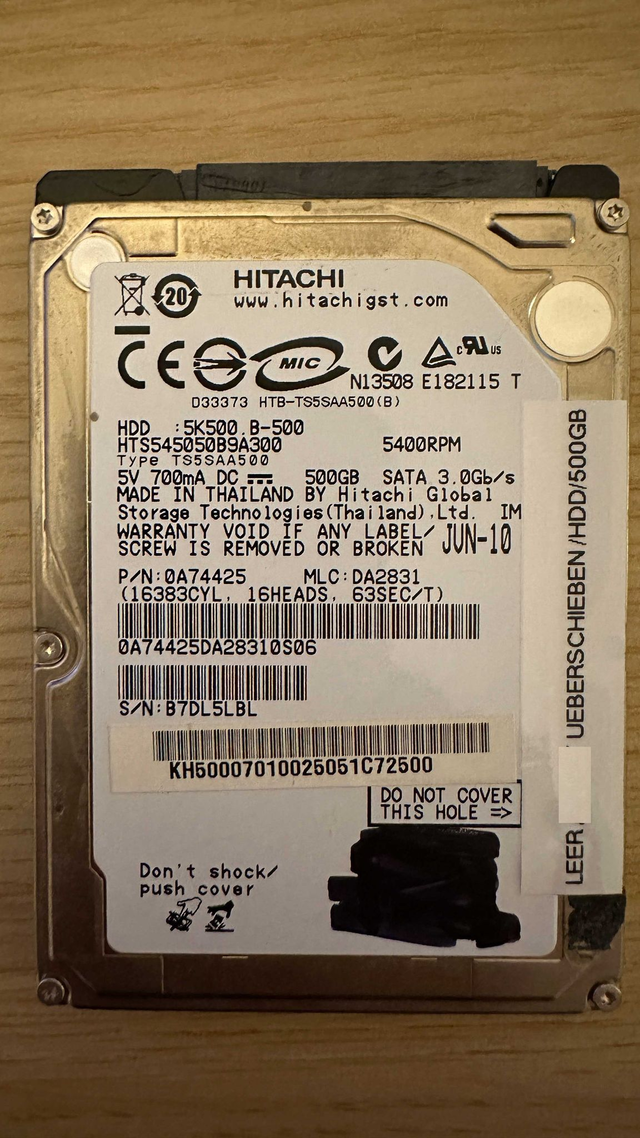 20
HITACHI
www.hitachigst.com
CE MIC c US
N13508 E182115 T
D33373 HTB-TS5SAA500(B)
HDD :5K500.B-500
HTS545050B9A300 5400RPM
Type TS5SAA500
5V 700mA DC 500GB SATA 3.0Gb/s
MADE IN THAILAND BY Hitachi Global
Storage Technologies(Thailand),Ltd. IM
WARRANTY VOID IF ANY LABEL/
SCREW IS REMOVED OR BROKEN JUN-10
P/N:0A74425 MLC:DA2831
(16383CYL, 16HEADS, 63SEC/T)
0A74425DA28310S06
S/N:B7DL5LBL
KH50007010025051C72500
DO NOT COVER
THIS HOLE =>
Don't shock/
push cover
LEER/ UEBERSCHIEBEN/HDD/500GB